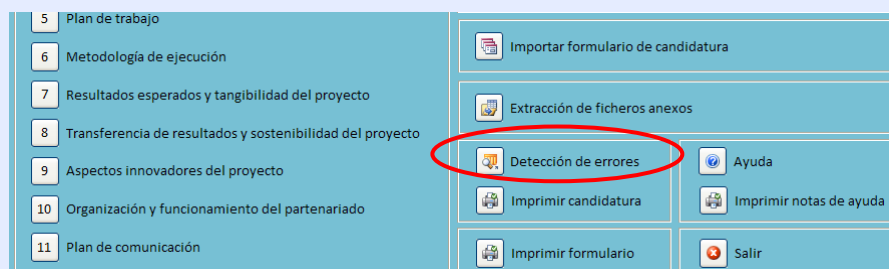 5 Plan de trabajo
6 Metodología de ejecución
7 Resultados esperados y tangibilidad del proyecto
8 Transferencia de resultados y sostenibilidad del proyecto
9 Aspectos innovadores del proyecto
10 Organización y funcionamiento del partenariado
11 Plan de comunicación
Importar formulario de candidatura
Extracción de ficheros anexos
Detección de errores
Ayuda
Imprimir candidatura
Imprimir notas de ayuda
Imprimir formulario
Salir